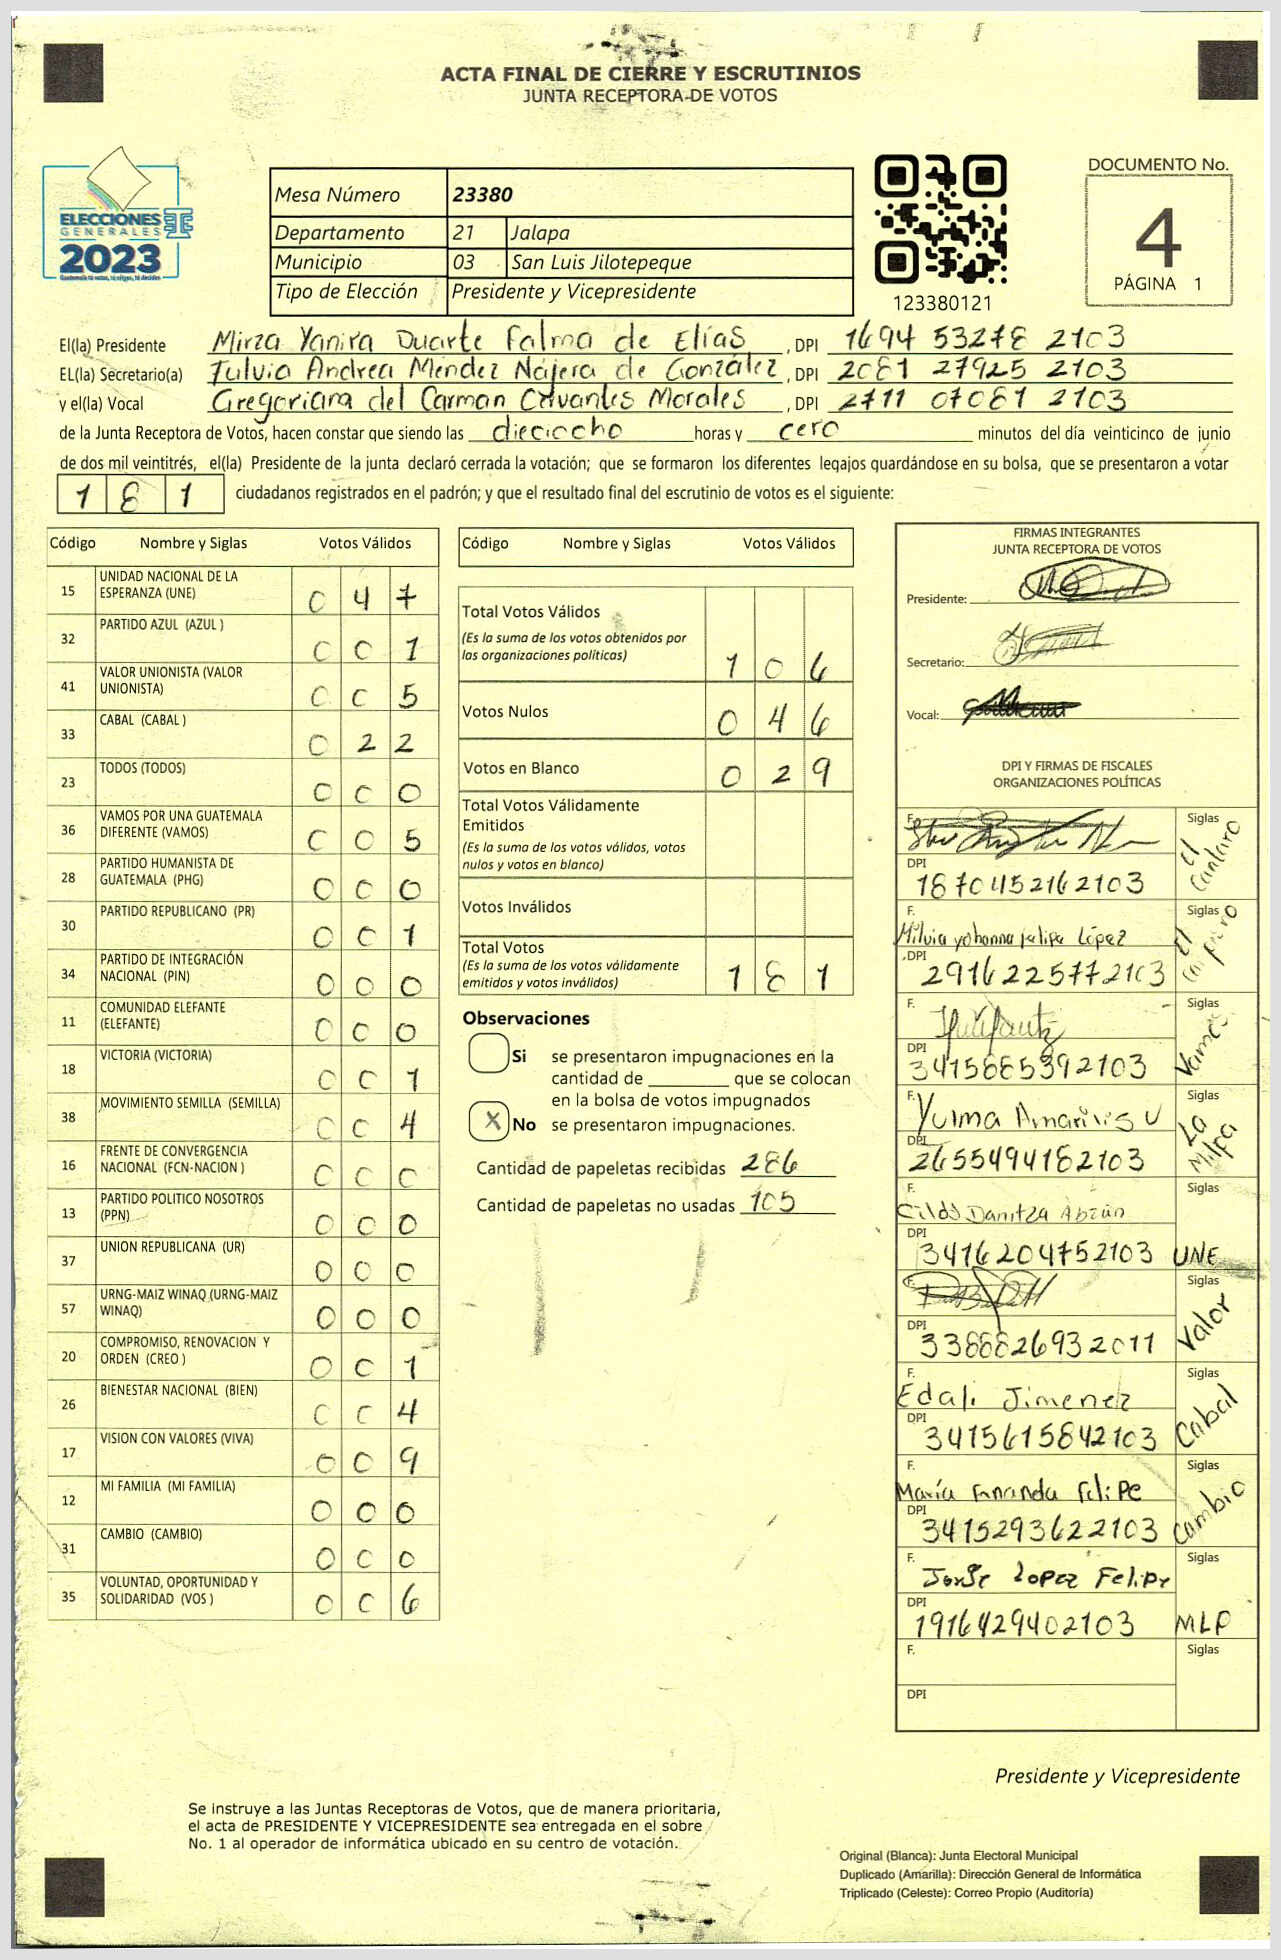 ACTA FINAL DE CIERRE Y ESCRUTINIOS
JUNTA RECEPTORA DE VOTOS
ELECCIONES
GENERALES
2023
Guatemala tú votas, tú eliges, tú decides
Mesa Número 23380
Departamento 21 Jalapa
Municipio 03 San Luis Jilotepeque
Tipo de Elección Presidente y Vicepresidente
123380121
DOCUMENTO No.
4
PÁGINA 1
El(la) Presidente Mirza Yanira Duarte Falma de Elías , DPI 1694 53278 2103
EL(la) Secretario(a) Fulvia Andrea Méndez Nájera de González , DPI 2081 27925 2103
y el(la) Vocal Gregoriana del Carman Cervantes Morales , DPI 2711 07081 2103
de la Junta Receptora de Votos, hacen constar que siendo las dieciocho horas y cero minutos del día veinticinco de junio
de dos mil veintitrés, el(la) Presidente de la junta declaró cerrada la votación; que se formaron los diferentes legajos guardándose en su bolsa, que se presentaron a votar
181 ciudadanos registrados en el padrón; y que el resultado final del escrutinio de votos es el siguiente:
Código Nombre y Siglas Votos Válidos
15 UNIDAD NACIONAL DE LA ESPERANZA (UNE) 0 4 7
32 PARTIDO AZUL (AZUL ) 0 0 1
41 VALOR UNIONISTA (VALOR UNIONISTA) 0 0 5
33 CABAL (CABAL ) 0 2 2
23 TODOS (TODOS) 0 0 0
36 VAMOS POR UNA GUATEMALA DIFERENTE (VAMOS) 0 0 5
28 PARTIDO HUMANISTA DE GUATEMALA (PHG) 0 0 0
30 PARTIDO REPUBLICANO (PR) 0 0 1
34 PARTIDO DE INTEGRACIÓN NACIONAL (PIN) 0 0 0
11 COMUNIDAD ELEFANTE (ELEFANTE) 0 0 0
18 VICTORIA (VICTORIA) 0 0 1
38 MOVIMIENTO SEMILLA (SEMILLA) 0 0 4
16 FRENTE DE CONVERGENCIA NACIONAL (FCN-NACION ) 0 0 0
13 PARTIDO POLITICO NOSOTROS (PPN) 0 0 0
37 UNION REPUBLICANA (UR) 0 0 0
57 URNG-MAIZ WINAQ (URNG-MAIZ WINAQ) 0 0 0
20 COMPROMISO, RENOVACION Y ORDEN (CREO ) 0 0 1
26 BIENESTAR NACIONAL (BIEN) 0 0 4
17 VISION CON VALORES (VIVA) 0 0 9
12 MI FAMILIA (MI FAMILIA) 0 0 0
31 CAMBIO (CAMBIO) 0 0 0
35 VOLUNTAD, OPORTUNIDAD Y SOLIDARIDAD (VOS ) 0 0 6
Código Nombre y Siglas Votos Válidos
Total Votos Válidos
(Es la suma de los votos obtenidos por
las organizaciones políticas) 1 0 6
Votos Nulos 0 4 6
Votos en Blanco 0 2 9
Total Votos Válidamente
Emitidos
(Es la suma de los votos válidos, votos
nulos y votos en blanco)
Votos Inválidos
Total Votos
(Es la suma de los votos válidamente
emitidos y votos inválidos) 1 8 1
Observaciones
Si se presentaron impugnaciones en la
cantidad de ________ que se colocan
en la bolsa de votos impugnados
X No se presentaron impugnaciones.
Cantidad de papeletas recibidas 286
Cantidad de papeletas no usadas 105
FIRMAS INTEGRANTES
JUNTA RECEPTORA DE VOTOS
Presidente:
Secretario:
Vocal:
DPI Y FIRMAS DE FISCALES
ORGANIZACIONES POLÍTICAS
F. Siglas El Cantaro
DPI 1870452162103
F. Milvia yohanna felipe López Siglas
DPI 2916225772103
F. Siglas Vamos
DPI 3415885392103
F. Yulma Amarilis U Siglas La Milpa
DPI 2655494182103
F. Danitza Siglas UNE
DPI 3416204752103
F. Siglas Valor
DPI 3388826932011
F. Edali Jimenez Siglas Cabal
DPI 3415615842103
F. María Fernanda Felipe Siglas Cambio
DPI 3415293622103
F. Jorge Lopez Felipe Siglas MLP
DPI 1916429402103
F. Siglas
DPI
Presidente y Vicepresidente
Se instruye a las Juntas Receptoras de Votos, que de manera prioritaria,
el acta de PRESIDENTE Y VICEPRESIDENTE sea entregada en el sobre
No. 1 al operador de informática ubicado en su centro de votación.
Original (Blanca): Junta Electoral Municipal
Duplicado (Amarilla): Dirección General de Informática
Triplicado (Celeste): Correo Propio (Auditoría)